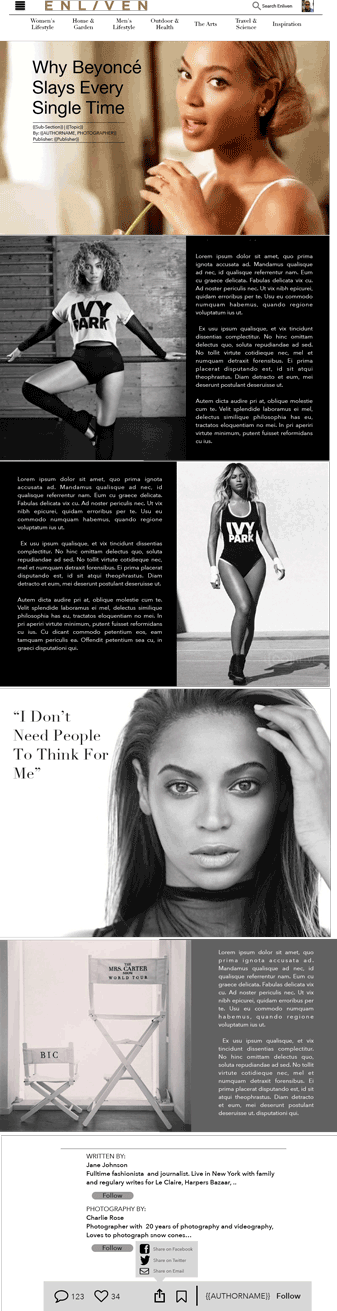 ENL/VEN
Search Enliven
Women's Lifestyle
Home & Garden
Men's Lifestyle
Outdoor & Health
The Arts
Travel & Science
Inspiration
Why Beyoncé
Slays Every
Single Time
{{Sub-Section}} | {{Topic}}
By: {{AUTHORNAME, PHOTOGRAPHER}}
Publisher: {{Publisher}}
IVY
PARK
Lorem ipsum dolor sit amet, quo prima
ignota accusata ad. Mandamus qualisque
ad nec, id qualisque referrentur nam. Eum
cu graece delicata. Fabulas delicata vix cu.
Ad noster periculis nec. Ut vix nibh epicurei,
quidam erroribus per te. Usu eu commodo
numquam habemus, quando regione
voluptatum ius ut.
Ex usu ipsum qualisque, et vix tincidunt
dissentias complectitur. No hinc omittam
delectus quo, soluta repudiandae ad sed.
No tollit virtute cotidieque nec, mel et
numquam detraxit forensibus. Ei prima
placerat disputando est, id sit atqui
theophrastus. Diam detracto et eum, mei
deserunt postulant deseruisse ut.
Autem dicta audire pri at, oblique molestie
cum te. Velit splendide laboramus ei mel,
delectus similique philosophia has eu,
tractatos eloquentiam no mei. In pri aperiri
virtute minimum, putent fuisset reformidans
cu ius.
Lorem ipsum dolor sit amet, quo prima ignota
accusata ad. Mandamus qualisque ad nec, id
qualisque referrentur nam. Eum cu graece delicata.
Fabulas delicata vix cu. Ad noster periculis nec. Ut vix
nibh epicurei, quidam erroribus per te. Usu eu
commodo numquam habemus, quando regione
voluptatum ius ut.
Ex usu ipsum qualisque, et vix tincidunt dissentias
complectitur. No hinc omittam delectus quo, soluta
repudiandae ad sed. No tollit virtute cotidieque nec,
mel et numquam detraxit forensibus. Ei prima placerat
disputando est, id sit atqui theophrastus. Diam
detracto et eum, mei deserunt postulant deseruisse ut.
Autem dicta audire pri at, oblique molestie cum te.
Velit splendide laboramus ei mel, delectus similique
philosophia has eu, tractatos eloquentiam no mei. In
pri aperiri virtute minimum, putent fuisset reformidans
cu ius. Cu dicant commodo petentium eos, eam
tamquam praesent ea. Offendit petentium sea cu, in
graeci disputationi qui.
IVY
PARK
“I Don’t
Need People
To Think For
Me”
THE
MRS. CARTER
SHOW
WORLD TOUR
BIC
Lorem ipsum dolor sit amet, quo
prima ignota accusata ad.
Mandamus qualisque ad nec, id
qualisque referrentur nam. Eum cu
graece delicata. Fabulas delicata vix
cu. Ad noster periculis nec. Ut vix
nibh epicurei, quidam erroribus per
te. Usu eu commodo numquam
habemus, quando regione
voluptatum ius ut.
Ex usu ipsum qualisque, et vix
tincidunt dissentias complectitur.
No hinc omittam delectus quo,
soluta repudiandae ad sed. No tollit
virtute cotidieque nec, mel et
numquam detraxit forensibus. Ei
prima placerat disputando est, id sit
atqui theophrastus. Diam detracto
et eum, mei deserunt postulant
deseruisse ut. disputationi qui.
WRITTEN BY:
Jane Johnson
Fulltime fashionista and journalist. Live in New York with family
and regulary writes for Le Claire, Harpers Bazaar, ..
Follow
PHOTOGRAPHY BY:
Charlie Rose
Photographer with 20 years of photography and videography,
Loves to photograph snow cones…
Follow
Share on Facebook
Share on Twitter
Share on Email
123
34
{{AUTHORNAME}} Follow